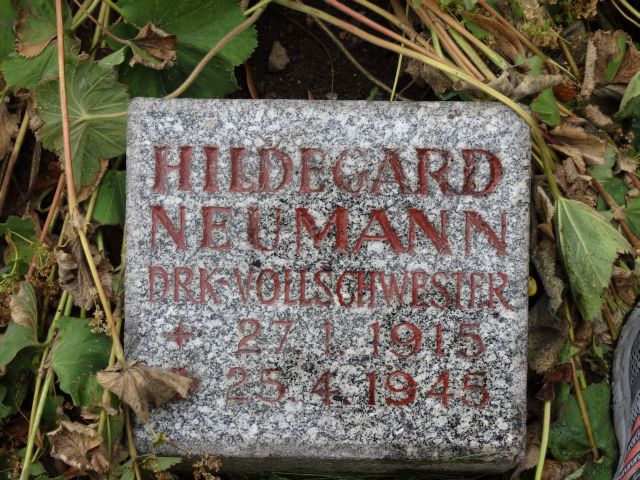 HILDEGARD
NEUMANN
DRK-VOLLSCHWESTER
* 27.1.1915
25.4.1945